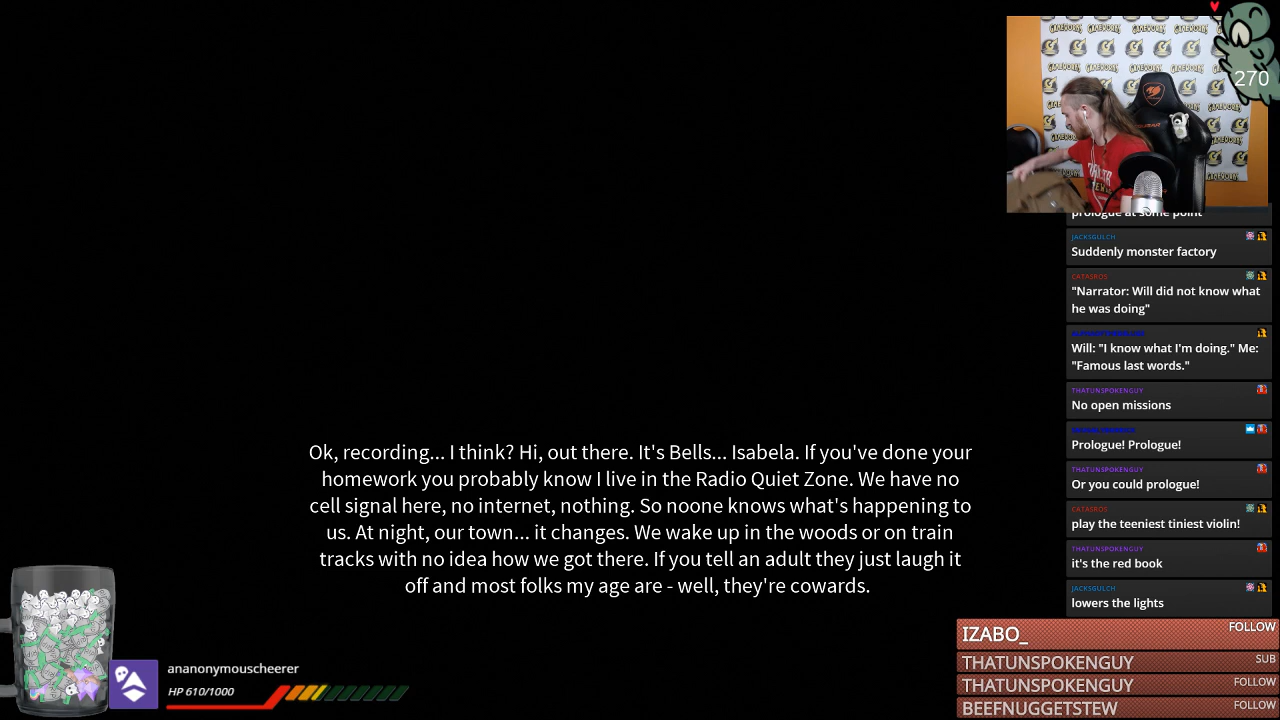 270
prologue at some point
JACKSGULCH
Suddenly monster factory
CATASROS
"Narrator: Will did not know what
he was doing"
Will: "I know what I'm doing." Me:
"Famous last words."
THATUNSPOKENGUY
No open missions
Prologue! Prologue!
THATUNSPOKENGUY
Or you could prologue!
CATASROS
play the teeniest tiniest violin!
THATUNSPOKENGUY
it's the red book
JACKSGULCH
lowers the lights
Ok, recording... I think? Hi, out there. It's Bells... Isabela. If you've done your
homework you probably know I live in the Radio Quiet Zone. We have no
cell signal here, no internet, nothing. So noone knows what's happening to
us. At night, our town... it changes. We wake up in the woods or on train
tracks with no idea how we got there. If you tell an adult they just laugh it
off and most folks my age are - well, they're cowards.
IZABO_ FOLLOW
THATUNSPOKENGUY SUB
THATUNSPOKENGUY FOLLOW
BEEFNUGGETSTEW FOLLOW
ananonymouscheerer
HP 610/1000